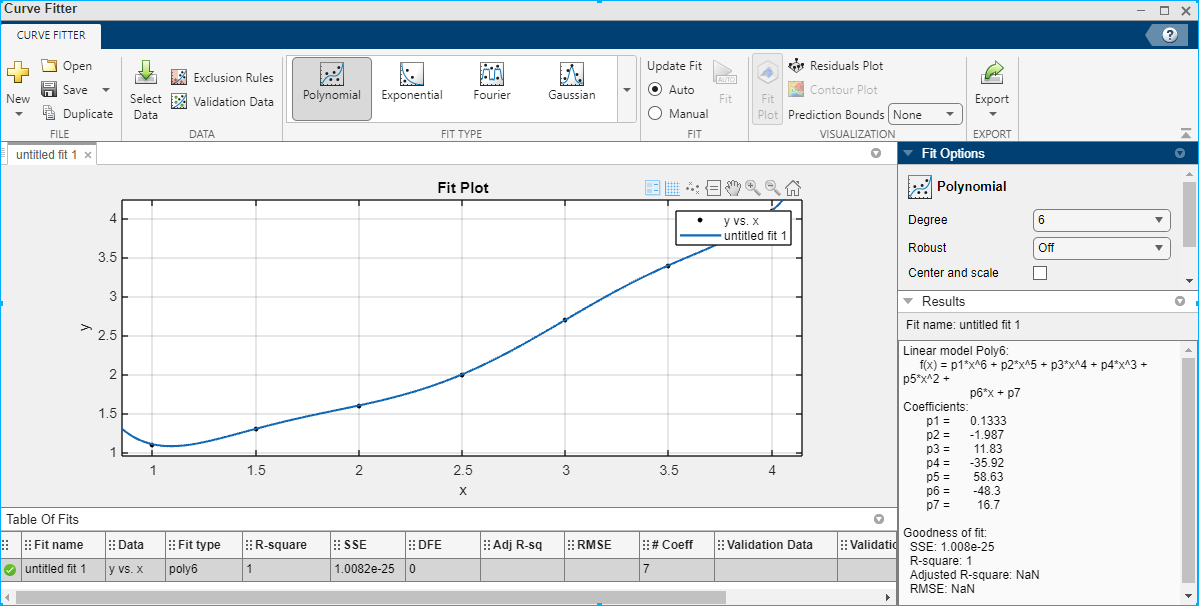 Curve Fitter
CURVE FITTER
?
New
Open
Save
Duplicate
FILE
Select
Data
Exclusion Rules
Validation Data
DATA
Polynomial
Exponential
Fourier
Gaussian
FIT TYPE
Update Fit
Auto
Manual
AUTO
Fit
FIT
Fit
Plot
Residuals Plot
Contour Plot
Prediction Bounds None
VISUALIZATION
Export
EXPORT
untitled fit 1 ×
Fit Plot
y vs. x
untitled fit 1
4
3.5
3
2.5
2
1.5
1
y
1 1.5 2 2.5 3 3.5 4
x
Table Of Fits
Fit name Data Fit type R-square SSE DFE Adj R-sq RMSE # Coeff Validation Data Validatio
untitled fit 1 y vs. x poly6 1 1.0082e-25 0 7
Fit Options
Polynomial
Degree 6
Robust Off
Center and scale
Results
Fit name: untitled fit 1
Linear model Poly6:
f(x) = p1*x^6 + p2*x^5 + p3*x^4 + p4*x^3 +
p5*x^2 +
p6*x + p7
Coefficients:
p1 = 0.1333
p2 = -1.987
p3 = 11.83
p4 = -35.92
p5 = 58.63
p6 = -48.3
p7 = 16.7
Goodness of fit:
SSE: 1.008e-25
R-square: 1
Adjusted R-square: NaN
RMSE: NaN